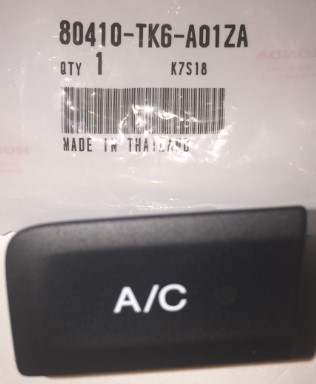 80410-TK6-A01ZA
QTY 1 K7S18
MADE IN THAILAND
A/C